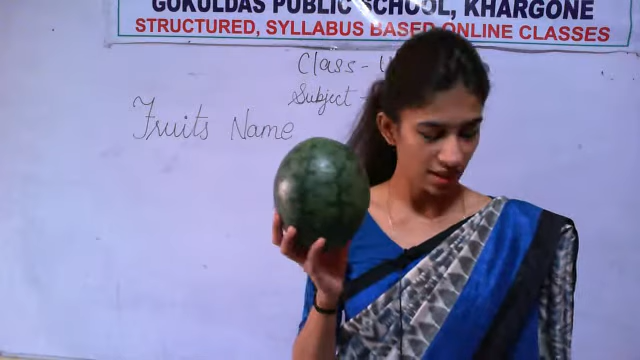 GOKULDAS PUBLIC SCHOOL, KHARGONE
STRUCTURED, SYLLABUS BASED ONLINE CLASSES
Class -
Subject -
Fruits Name